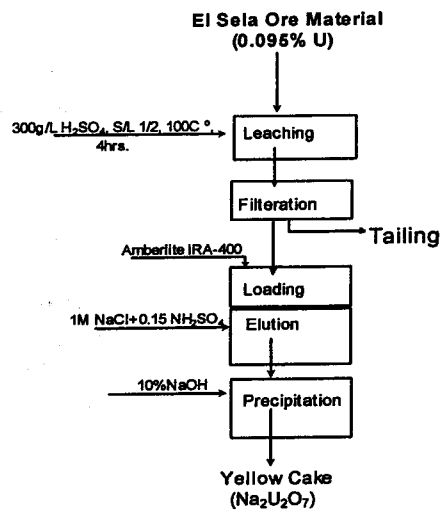 El Sela Ore Material
(0.095% U)
300g/L H₂SO₄, S/L 1/2, 100C °,
4hrs.
Leaching
Filteration
Tailing
Amberlite IRA-400
Loading
1M NaCl+0.15 NH₂SO₄
Elution
10%NaOH
Precipitation
Yellow Cake
(Na₂U₂O₇)